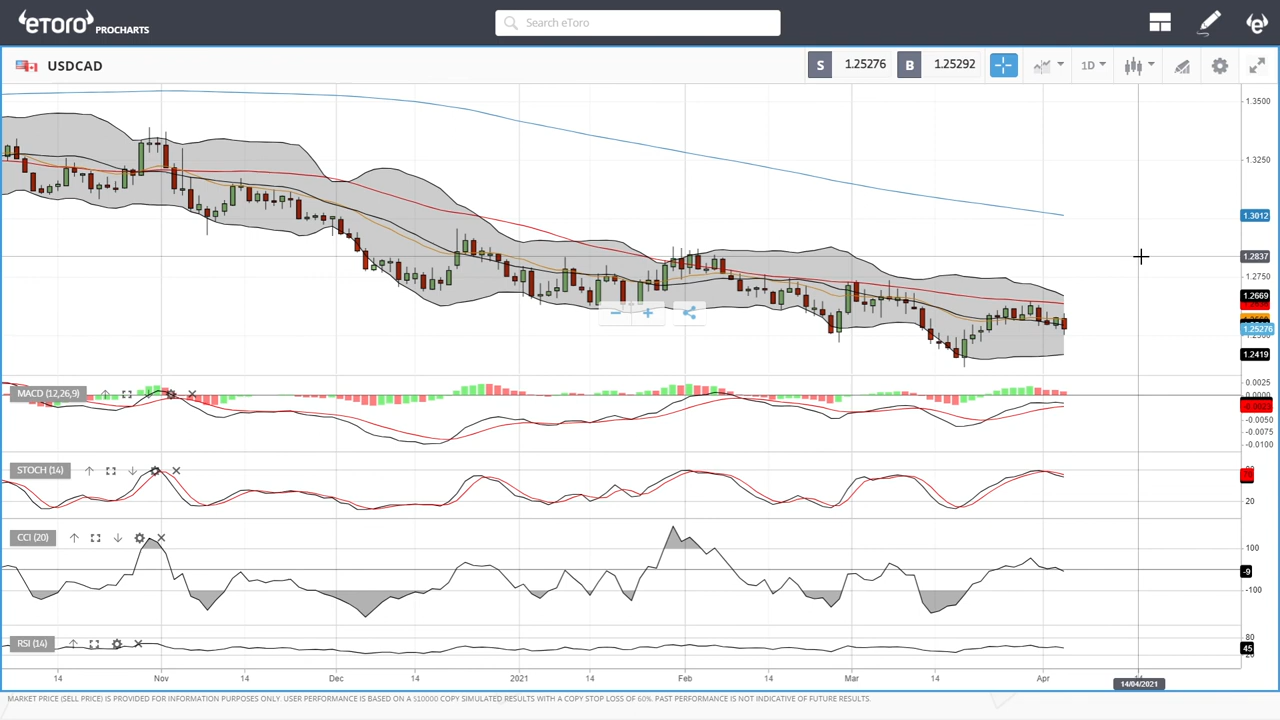 eToro PROCHARTS
Search eToro
USDCAD
S 1.25276 B 1.25292
1D
1.3500
1.3250
1.3012
1.2837
1.2750
1.2669
1.25276
1.2419
MACD (12,26,9)
0.0025
0.0000
-0.0050
-0.0075
-0.0100
STOCH (14)
20
CCI (20)
100
-9
-100
RSI (14)
80
45
14 Nov 14 Dec 14 2021 14 Feb 14 Mar 14 Apr
14/04/2021
MARKET PRICE (SELL PRICE) IS PROVIDED FOR INFORMATION PURPOSES ONLY. USER PERFORMANCE IS BASED ON A $10000 COPY SIMULATED RESULTS WITH A COPY STOP LOSS OF 60%. PAST PERFORMANCE IS NOT INDICATIVE OF FUTURE RESULTS.